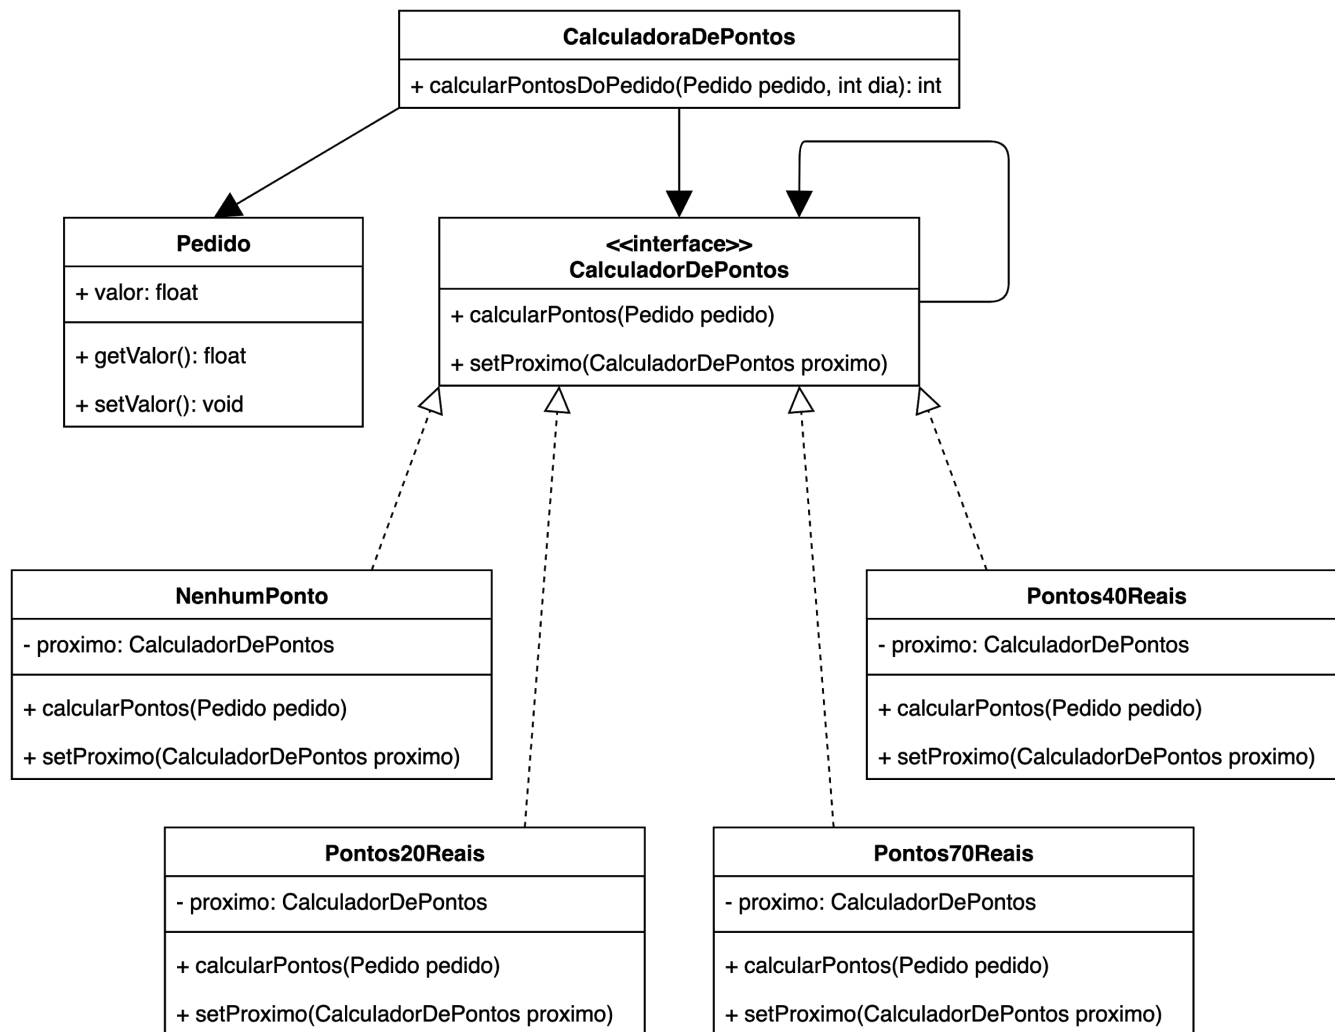 CalculadoraDePontos
+ calcularPontosDoPedido(Pedido pedido, int dia): int
Pedido
+ valor: float
+ getValor(): float
+ setValor(): void
<<interface>>
CalculadorDePontos
+ calcularPontos(Pedido pedido)
+ setProximo(CalculadorDePontos proximo)
NenhumPonto
- proximo: CalculadorDePontos
+ calcularPontos(Pedido pedido)
+ setProximo(CalculadorDePontos proximo)
Pontos40Reais
- proximo: CalculadorDePontos
+ calcularPontos(Pedido pedido)
+ setProximo(CalculadorDePontos proximo)
Pontos20Reais
- proximo: CalculadorDePontos
+ calcularPontos(Pedido pedido)
+ setProximo(CalculadorDePontos proximo)
Pontos70Reais
- proximo: CalculadorDePontos
+ calcularPontos(Pedido pedido)
+ setProximo(CalculadorDePontos proximo)